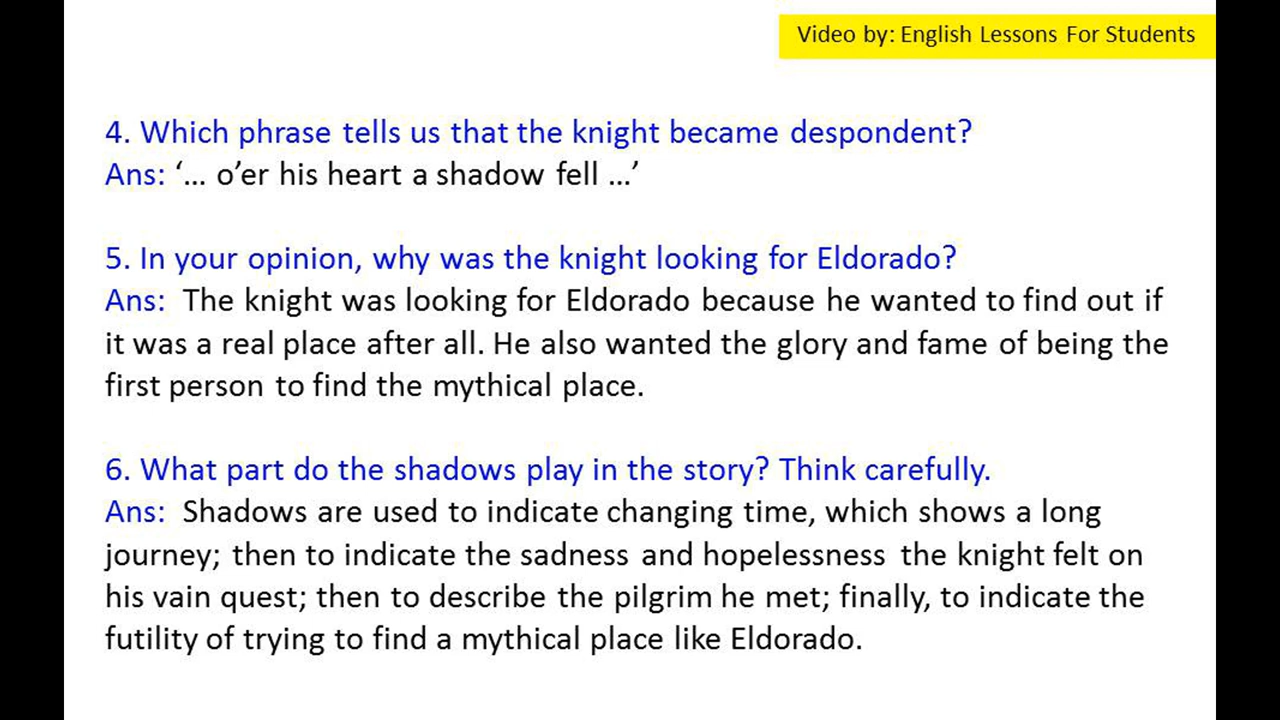 Video by: English Lessons For Students
4. Which phrase tells us that the knight became despondent?
Ans: ‘... o’er his heart a shadow fell ...’
5. In your opinion, why was the knight looking for Eldorado?
Ans: The knight was looking for Eldorado because he wanted to find out if
it was a real place after all. He also wanted the glory and fame of being the
first person to find the mythical place.
6. What part do the shadows play in the story? Think carefully.
Ans: Shadows are used to indicate changing time, which shows a long
journey; then to indicate the sadness and hopelessness the knight felt on
his vain quest; then to describe the pilgrim he met; finally, to indicate the
futility of trying to find a mythical place like Eldorado.